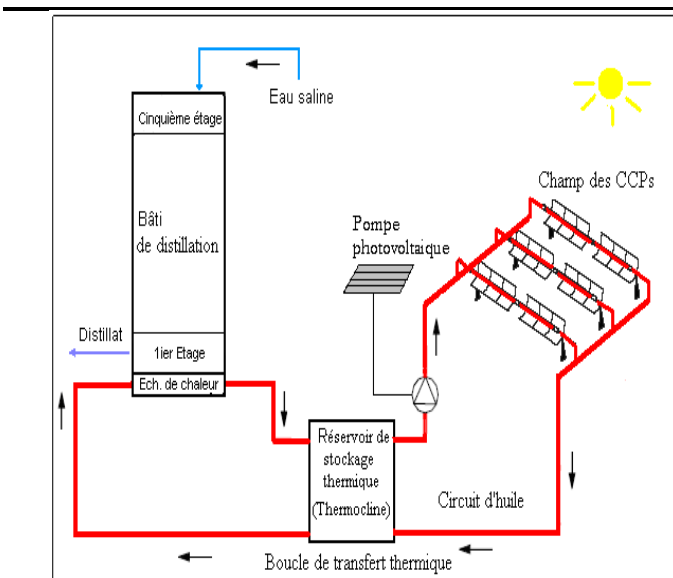 Eau saline
Cinquième étage
Champ des CCPs
Bâti
de distillation
Pompe
photovoltaique
Distillat
1ier Etage
Ech. de chaleur
Réservoir de
stockage
thermique
(Thermocline)
Circuit d'huile
Boucle de transfert thermique